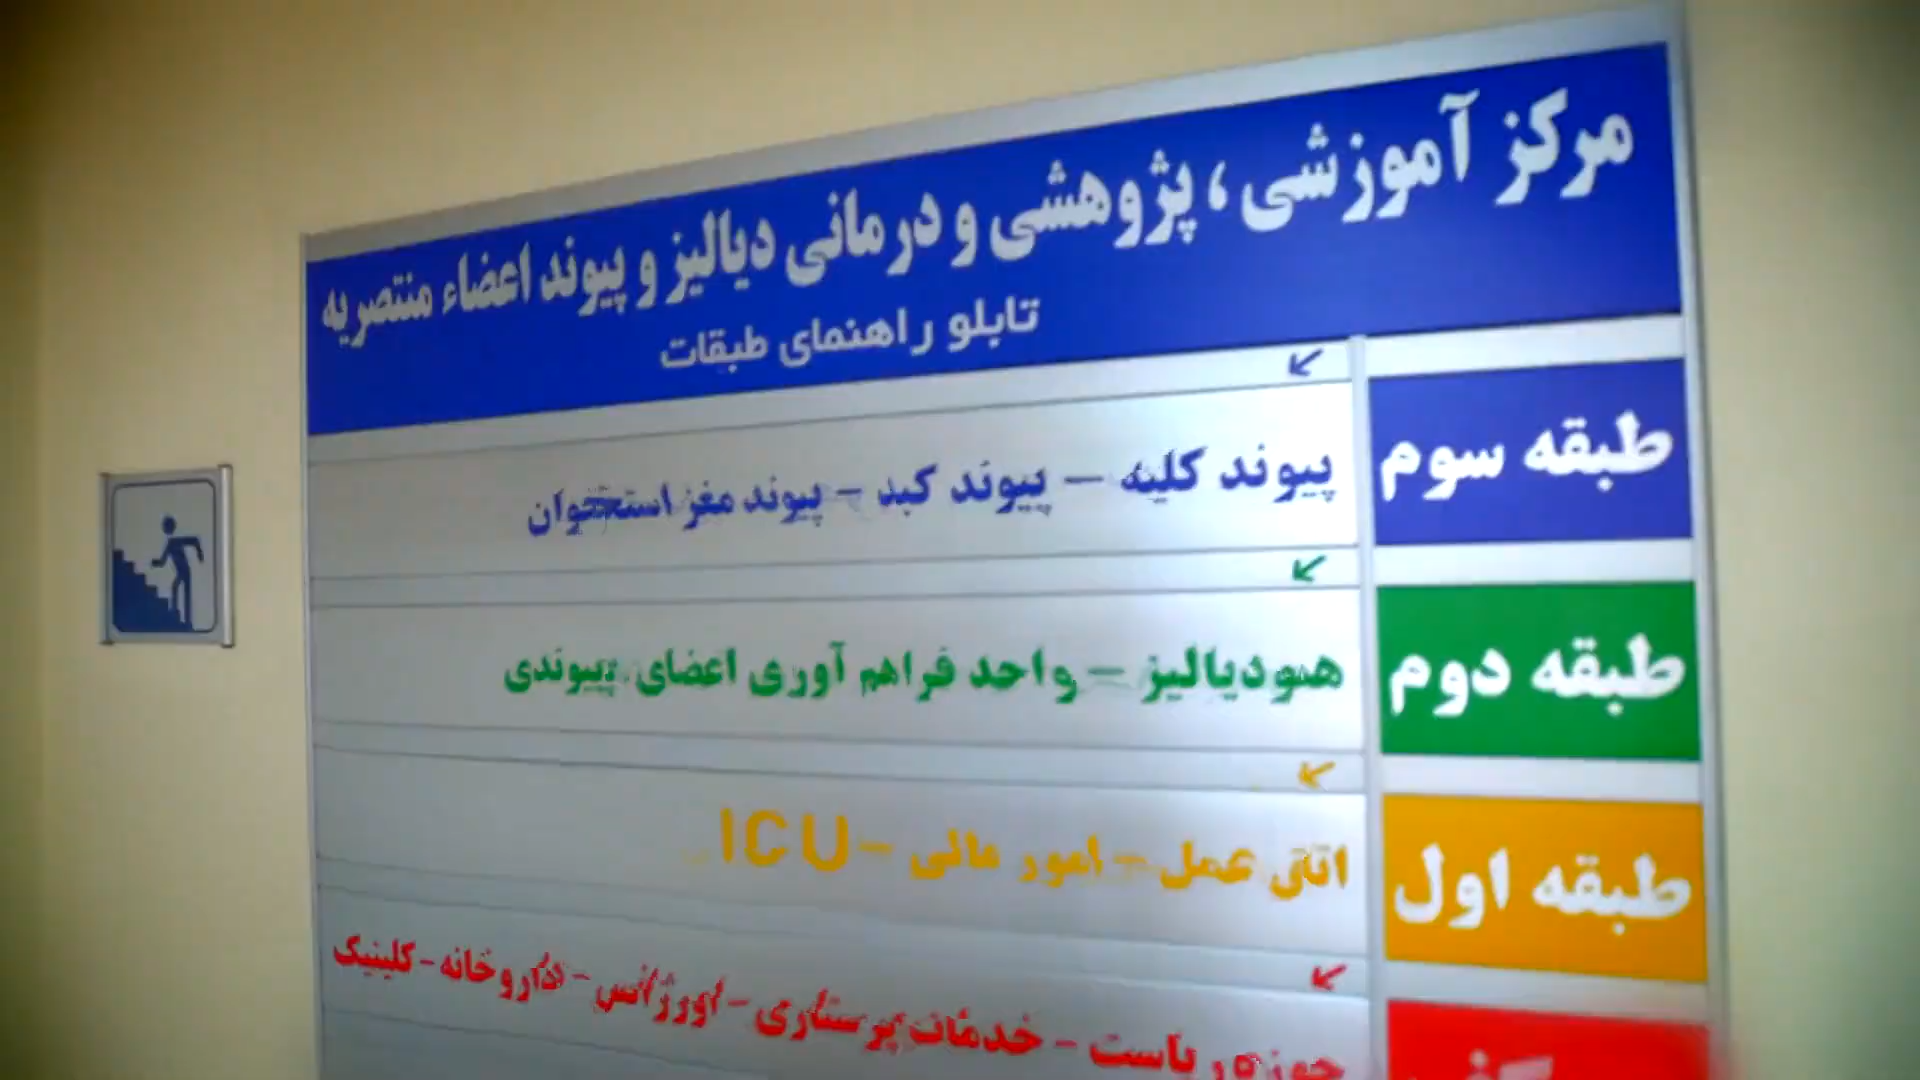 مرکز آموزشی، پژوهشی و درمانی دیالیز و پیوند اعضاء منتصریه
تابلو راهنمای طبقات
طبقه سوم
پیوند کلیه – پیوند کبد – پیوند مغز استخوان
طبقه دوم
همودیالیز – واحد فراهم آوری اعضای پیوندی
طبقه اول
اتاق عمل – امور مالی – ICU
حوزه ریاست – خدمات پرستاری – اورژانس – داروخانه – کلینیک